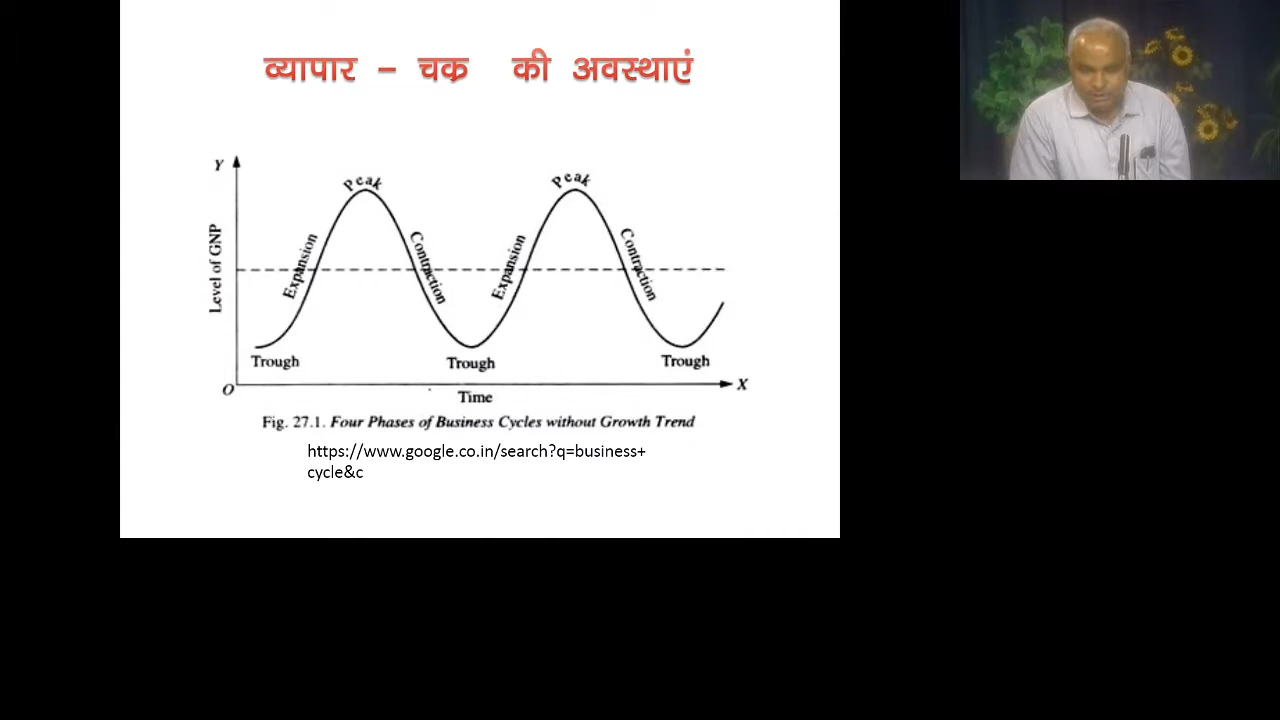 व्यापार – चक्र की अवस्थाएं
Y
Peak
Peak
Level of GNP
Expansion
Contraction
Expansion
Contraction
Trough
Trough
Trough
O
X
Time
Fig. 27.1. Four Phases of Business Cycles without Growth Trend
https://www.google.co.in/search?q=business+
cycle&c